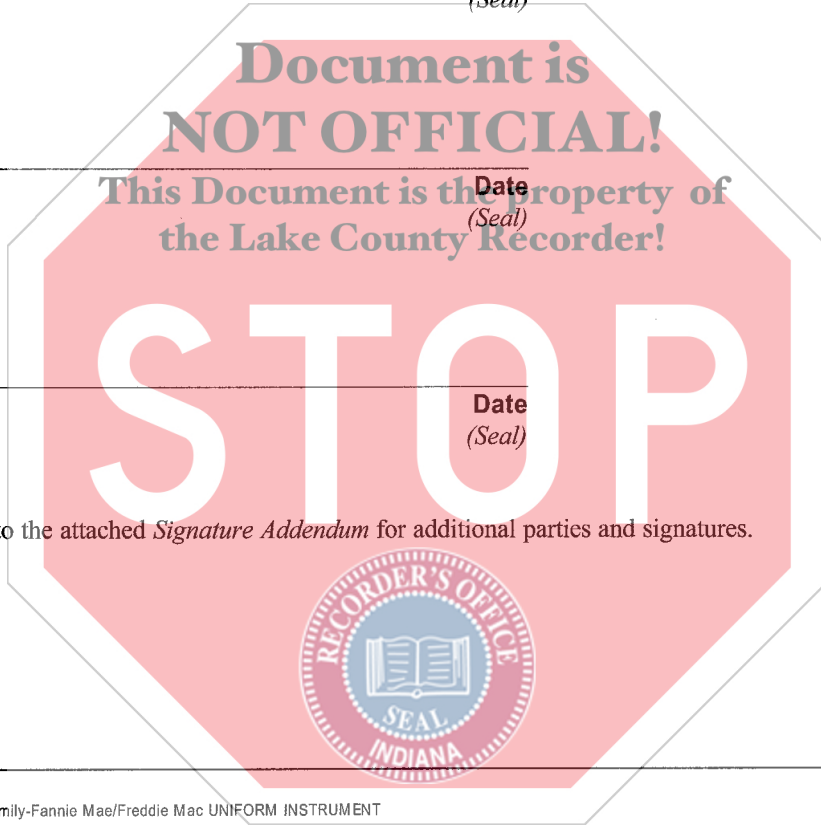 (Seal)
Document is
NOT OFFICIAL!
Date
This Document is the property of
(Seal)
the Lake County Recorder!
STOP
Date
(Seal)
to the attached Signature Addendum for additional parties and signatures.
RECORDER'S OFFICE
SEAL
INDIANA
mily-Fannie Mae/Freddie Mac UNIFORM INSTRUMENT